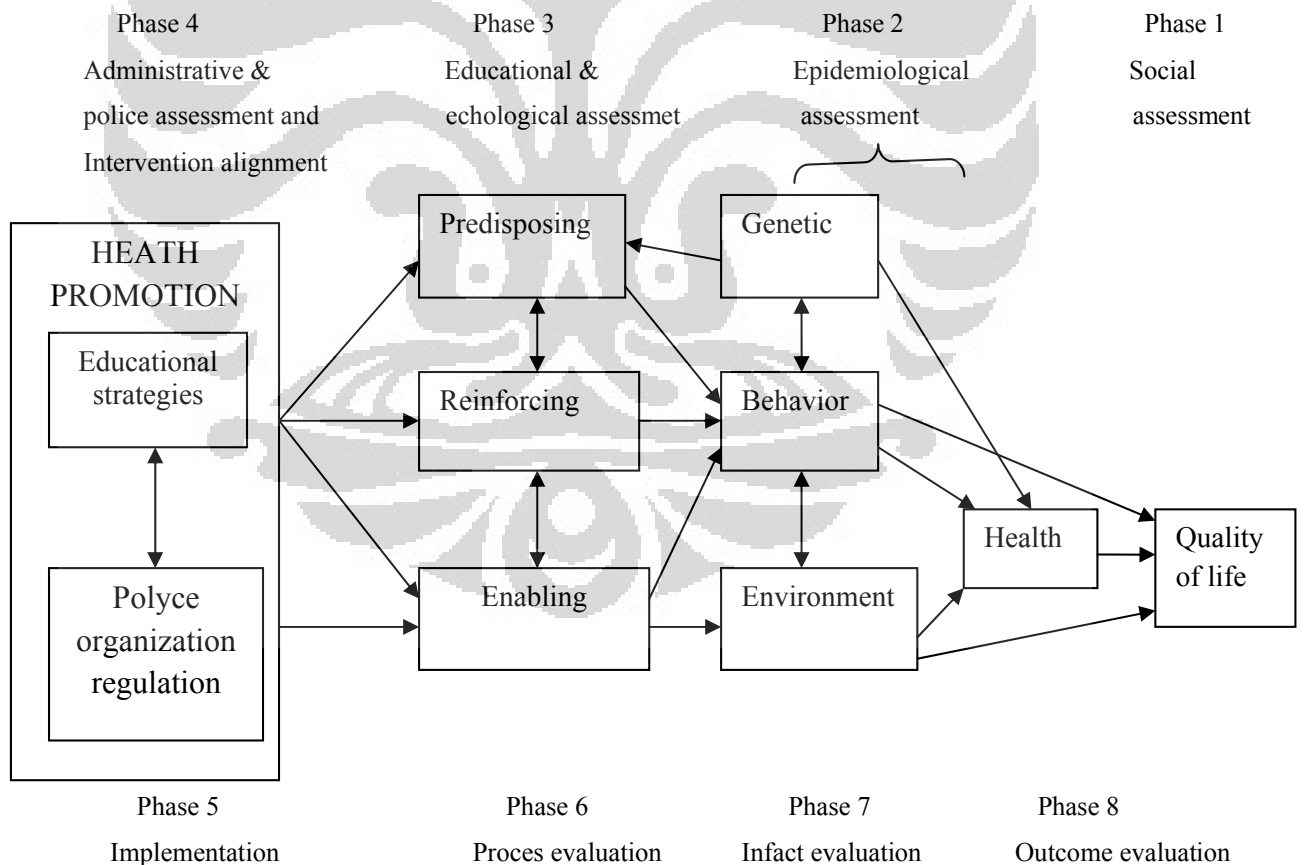 Phase 4
Phase 3
Phase 2
Phase 1
Administrative &
police assessment and
Intervention alignment
Educational &
echological assessmet
Epidemiological
assessment
Social
assessment
HEATH
PROMOTION
Educational
strategies
Polyce
organization
regulation
Predisposing
Reinforcing
Enabling
Genetic
Behavior
Environment
Health
Quality
of life
Phase 5
Implementation
Phase 6
Proces evaluation
Phase 7
Infact evaluation
Phase 8
Outcome evaluation